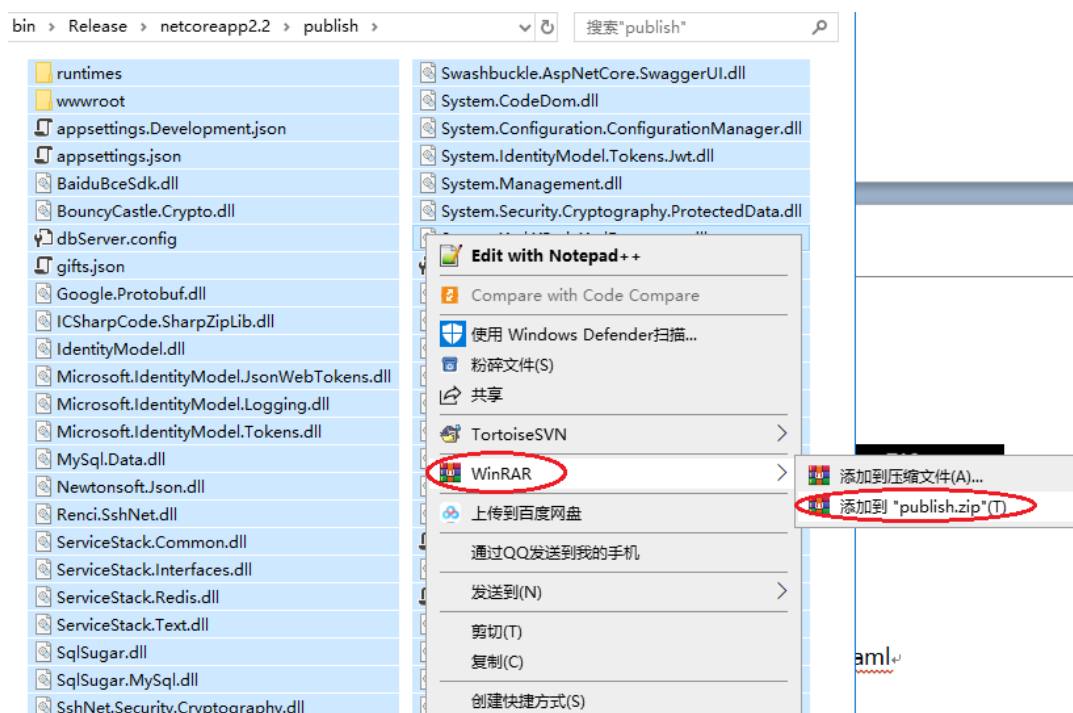 bin > Release > netcoreapp2.2 > publish >
搜索"publish"
runtimes
wwwroot
appsettings.Development.json
appsettings.json
BaiduBceSdk.dll
BouncyCastle.Crypto.dll
dbServer.config
gifts.json
Google.Protobuf.dll
ICSharpCode.SharpZipLib.dll
IdentityModel.dll
Microsoft.IdentityModel.JsonWebTokens.dll
Microsoft.IdentityModel.Logging.dll
Microsoft.IdentityModel.Tokens.dll
MySql.Data.dll
Newtonsoft.Json.dll
Renci.SshNet.dll
ServiceStack.Common.dll
ServiceStack.Interfaces.dll
ServiceStack.Redis.dll
ServiceStack.Text.dll
SqlSugar.dll
SqlSugar.MySql.dll
SshNet.Security.Cryptography.dll
Swashbuckle.AspNetCore.SwaggerUI.dll
System.CodeDom.dll
System.Configuration.ConfigurationManager.dll
System.IdentityModel.Tokens.Jwt.dll
System.Management.dll
System.Security.Cryptography.ProtectedData.dll
Edit with Notepad++
Compare with Code Compare
使用 Windows Defender扫描...
粉碎文件(S)
共享
TortoiseSVN
WinRAR
上传到百度网盘
通过QQ发送到我的手机
发送到(N)
剪切(T)
复制(C)
创建快捷方式(S)
添加到压缩文件(A)...
添加到 "publish.zip"(T)
aml